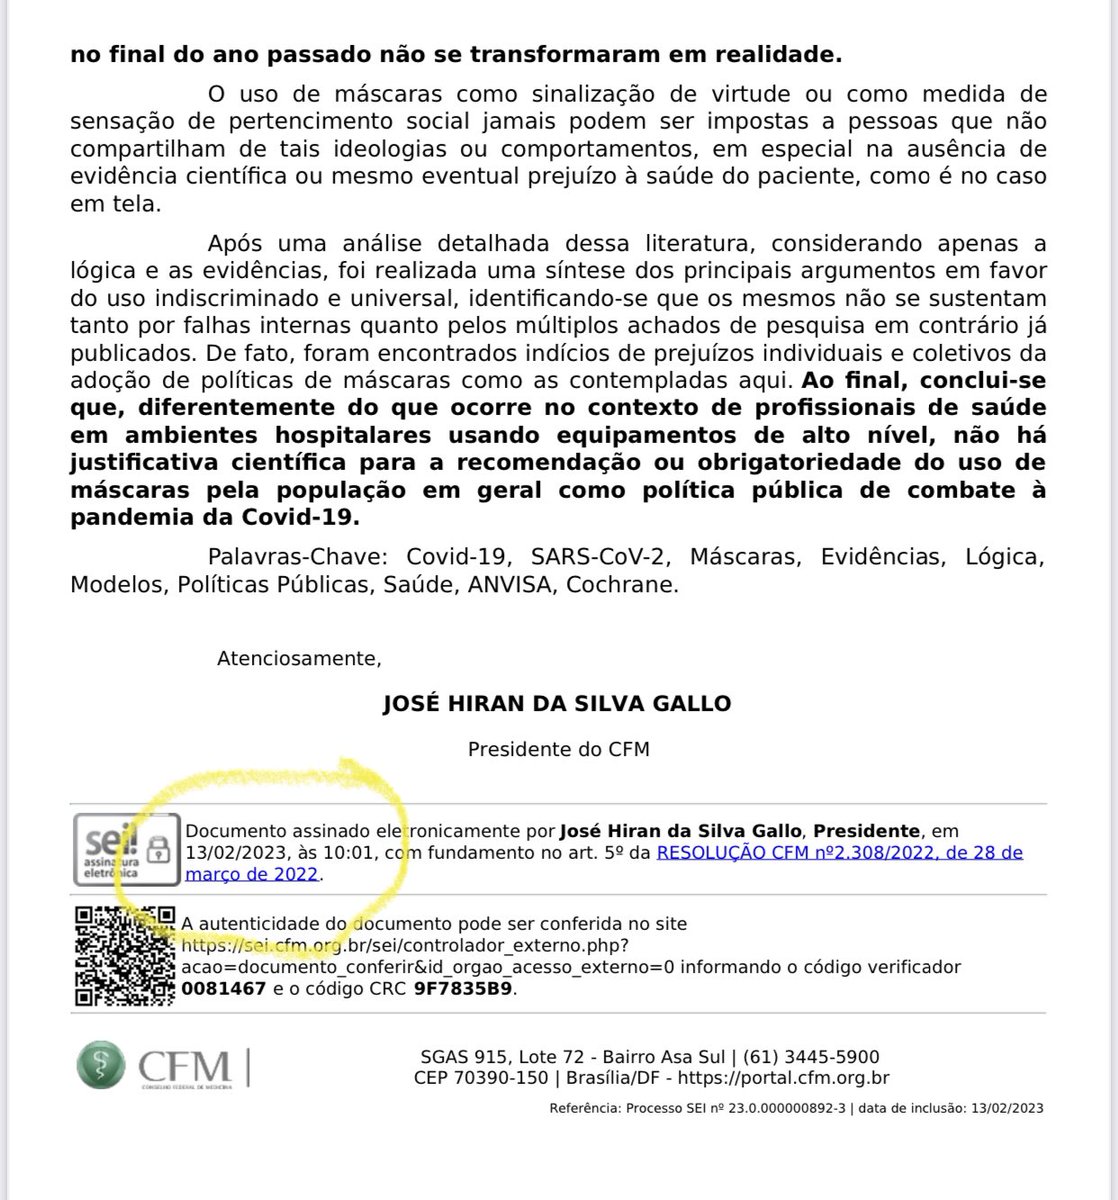 no final do ano passado não se transformaram em realidade.
O uso de máscaras como sinalização de virtude ou como medida de
sensação de pertencimento social jamais podem ser impostas a pessoas que não
compartilham de tais ideologias ou comportamentos, em especial na ausência de
evidência científica ou mesmo eventual prejuízo à saúde do paciente, como é no caso
em tela.
Após uma análise detalhada dessa literatura, considerando apenas a
lógica e as evidências, foi realizada uma síntese dos principais argumentos em favor
do uso indiscriminado e universal, identificando-se que os mesmos não se sustentam
tanto por falhas internas quanto pelos múltiplos achados de pesquisa em contrário já
publicados. De fato, foram encontrados indícios de prejuízos individuais e coletivos da
adoção de políticas de máscaras como as contempladas aqui. Ao final, conclui-se
que, diferentemente do que ocorre no contexto de profissionais de saúde
em ambientes hospitalares usando equipamentos de alto nível, não há
justificativa científica para a recomendação ou obrigatoriedade do uso de
máscaras pela população em geral como política pública de combate à
pandemia da Covid-19.
Palavras-Chave: Covid-19, SARS-CoV-2, Máscaras, Evidências, Lógica,
Modelos, Políticas Públicas, Saúde, ANVISA, Cochrane.
Atenciosamente,
JOSÉ HIRAN DA SILVA GALLO
Presidente do CFM
sei!
assinatura
eletrônica
Documento assinado eletronicamente por José Hiran da Silva Gallo, Presidente, em
13/02/2023, às 10:01, com fundamento no art. 5º da RESOLUÇÃO CFM nº2.308/2022, de 28 de
março de 2022.
A autenticidade do documento pode ser conferida no site
https://sei.cfm.org.br/sei/controlador_externo.php?
acao=documento_conferir&id_orgao_acesso_externo=0 informando o código verificador
0081467 e o código CRC 9F7835B9.
CFM
CONSELHO FEDERAL DE MEDICINA
SGAS 915, Lote 72 - Bairro Asa Sul | (61) 3445-5900
CEP 70390-150 | Brasília/DF - https://portal.cfm.org.br
Referência: Processo SEI nº 23.0.000000892-3 | data de inclusão: 13/02/2023